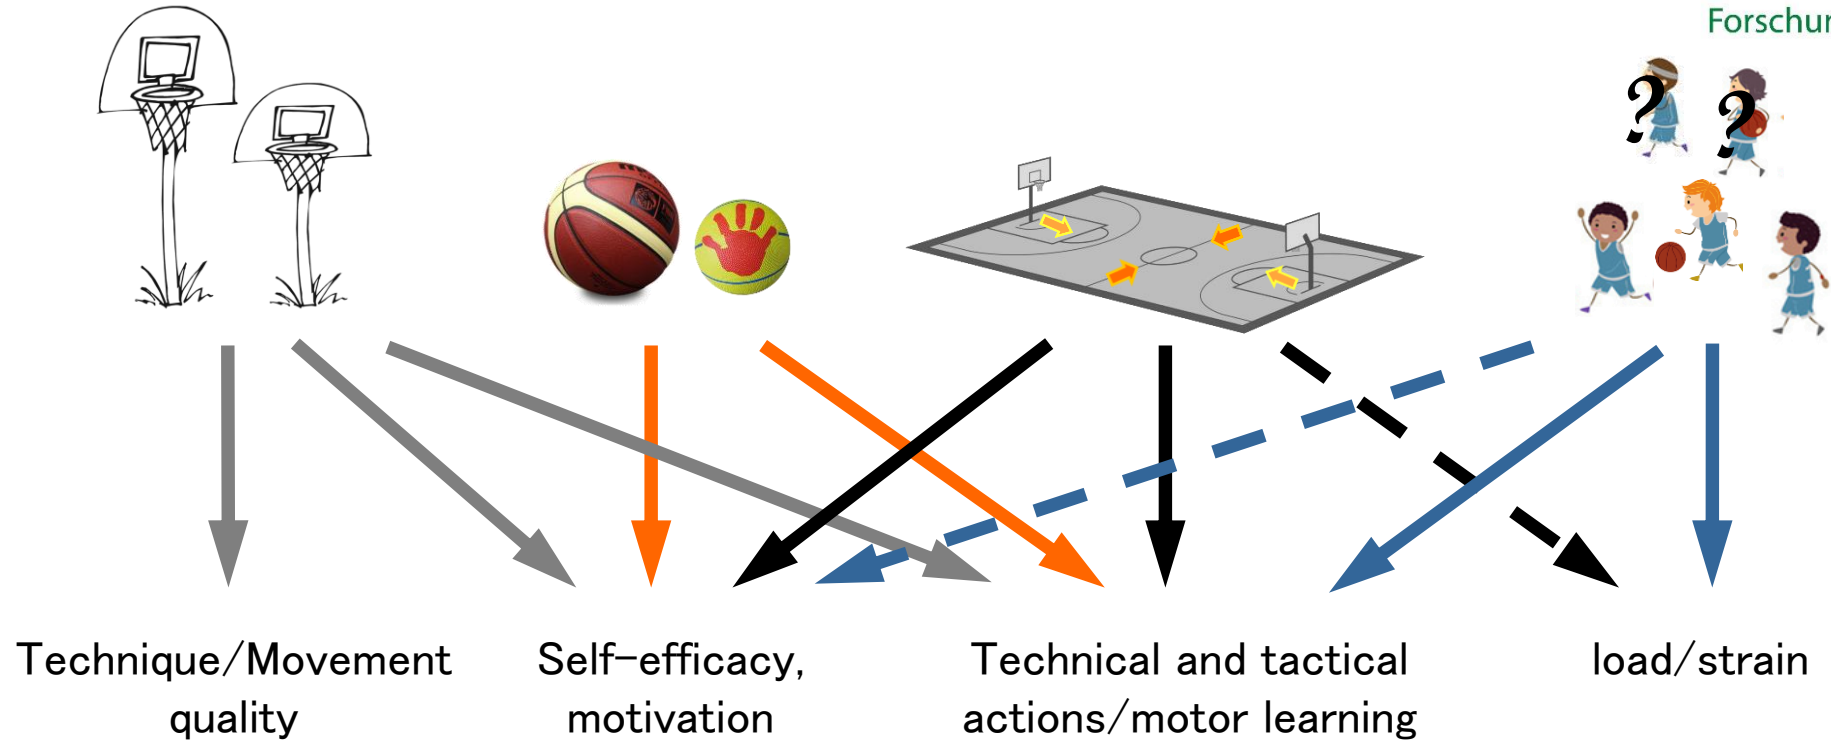 Forschun
?
?
Technique/Movement
quality
Self-efficacy,
motivation
Technical and tactical
actions/motor learning
load/strain